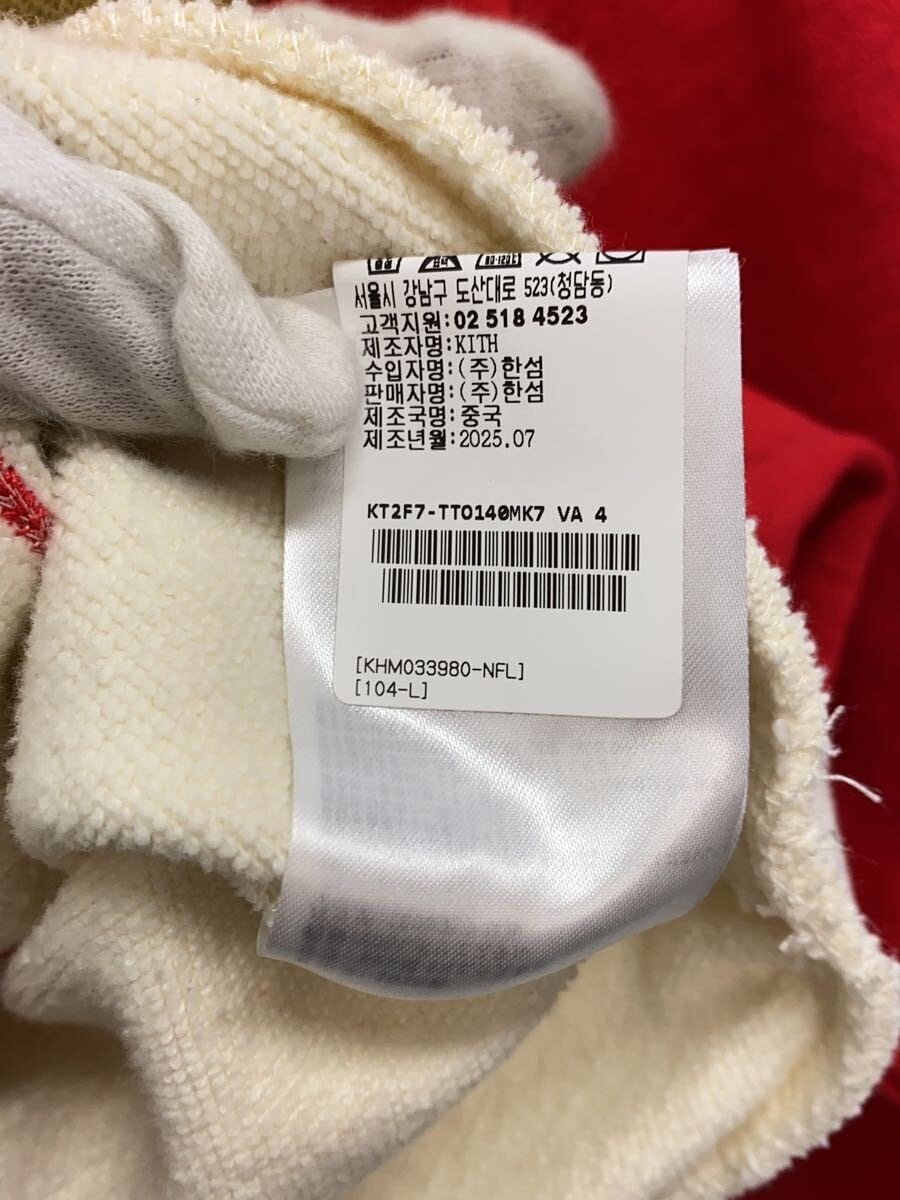 서울시 강남구 도산대로 523(청담동)
고객지원:02 518 4523
제조자명:KITH
수입자명:(주)한섬
판매자명:(주)한섬
제조국명:중국
제조년월:2025.07
KT2F7-TTO140MK7 VA 4
[KHM033980-NFL]
[104-L]